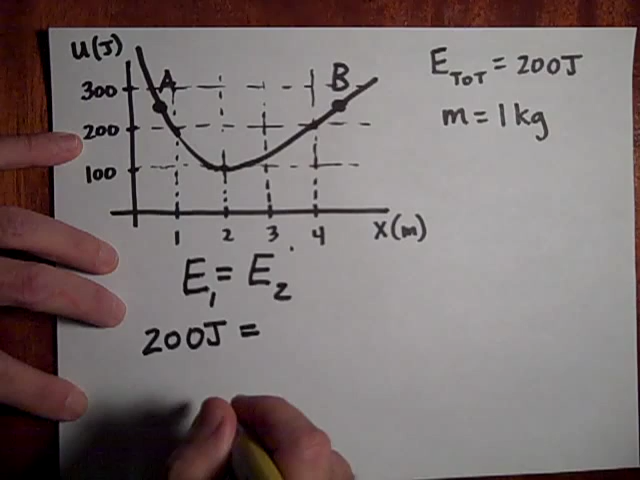 U(J)
300
200
100
A
B
1 2 3 4 X(m)
E_TOT = 200J
m = 1kg
E₁ = E₂
200J =